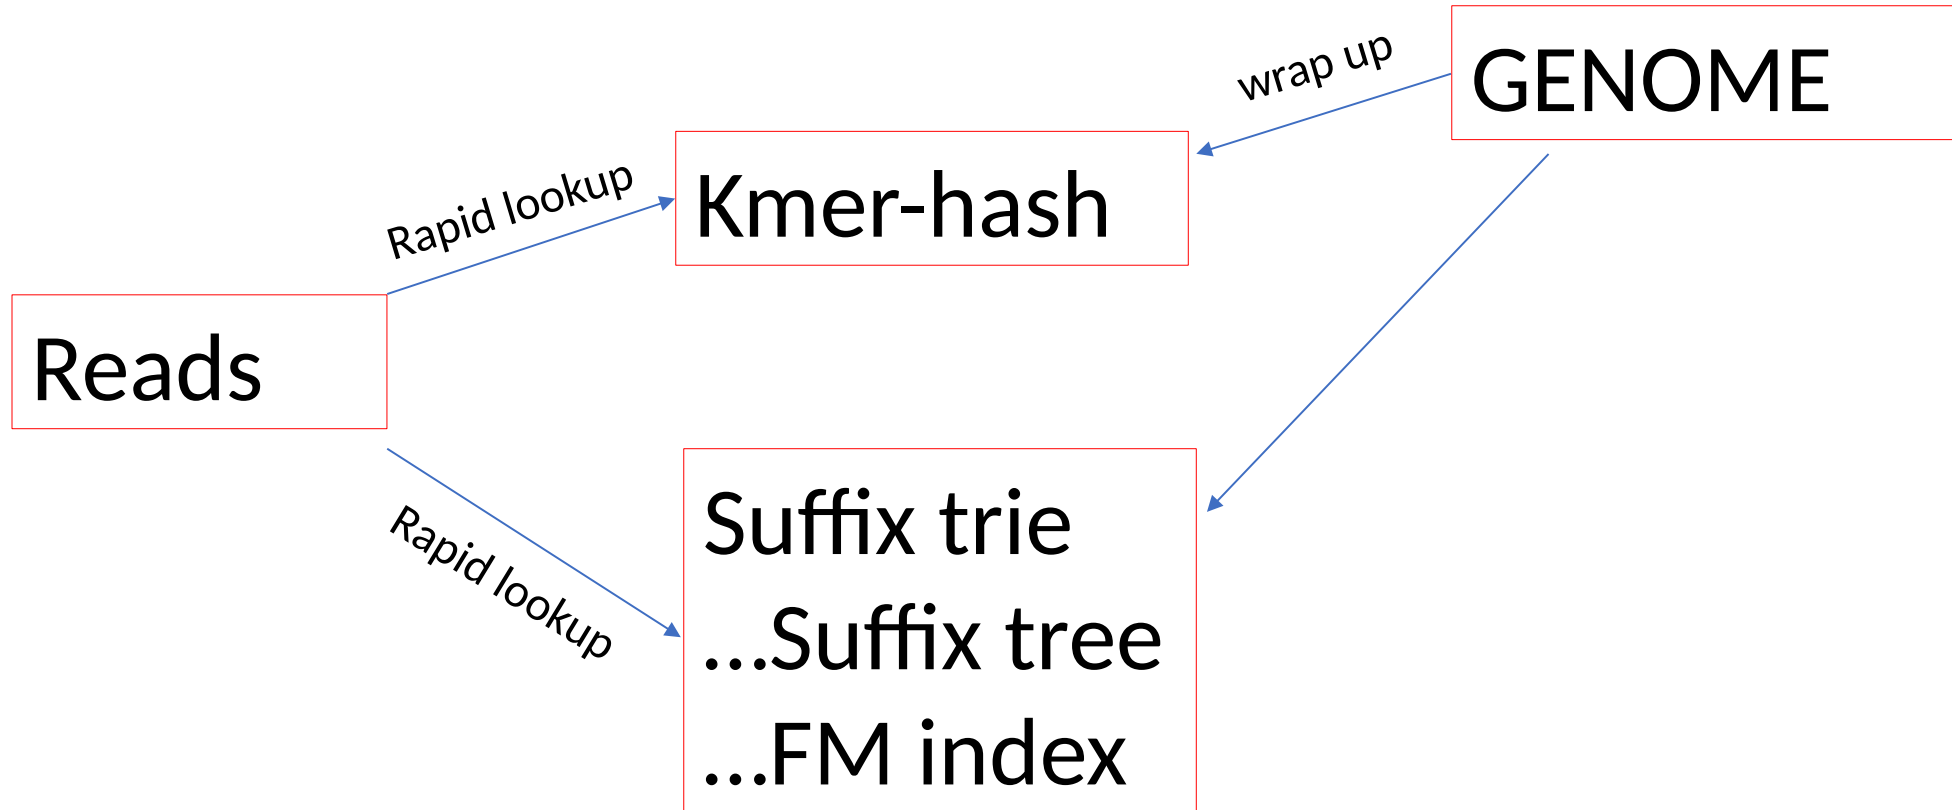 GENOME
wrap up
Kmer-hash
Rapid lookup
Reads
Rapid lookup
Suffix trie
...Suffix tree
...FM index